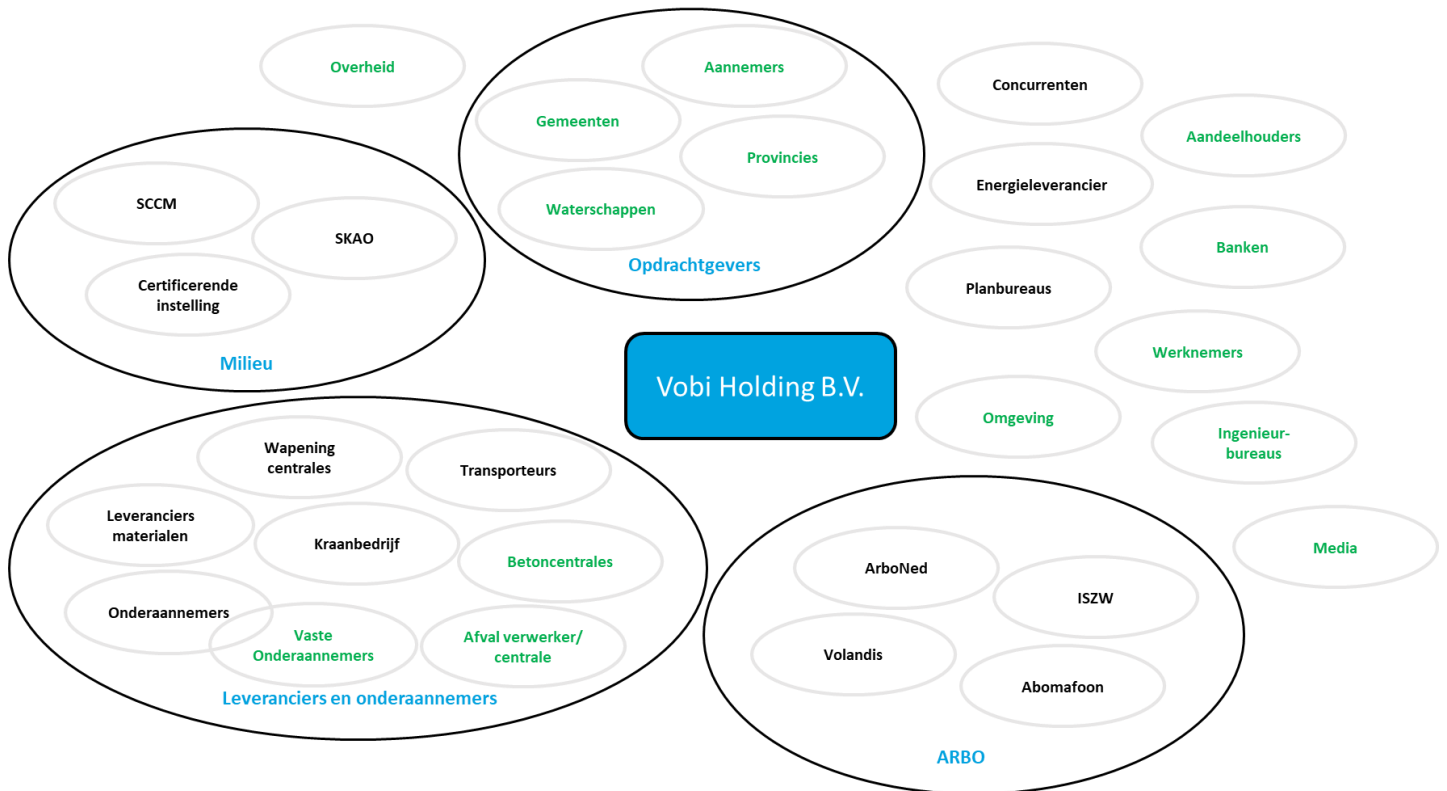 Overheid
Aannemers
Gemeenten
Provincies
Waterschappen
Opdrachtgevers
Concurrenten
Aandeelhouders
Energieleverancier
Banken
Planbureaus
Werknemers
Omgeving
Ingenieur-
bureaus
Media
SCCM
SKAO
Certificerende
instelling
Milieu
Vobi Holding B.V.
Wapening
centrales
Transporteurs
Leveranciers
materialen
Kraanbedrijf
Betoncentrales
Onderaannemers
Vaste
Onderaannemers
Afval verwerker/
centrale
Leveranciers en onderaannemers
ArboNed
ISZW
Volandis
Abomafoon
ARBO